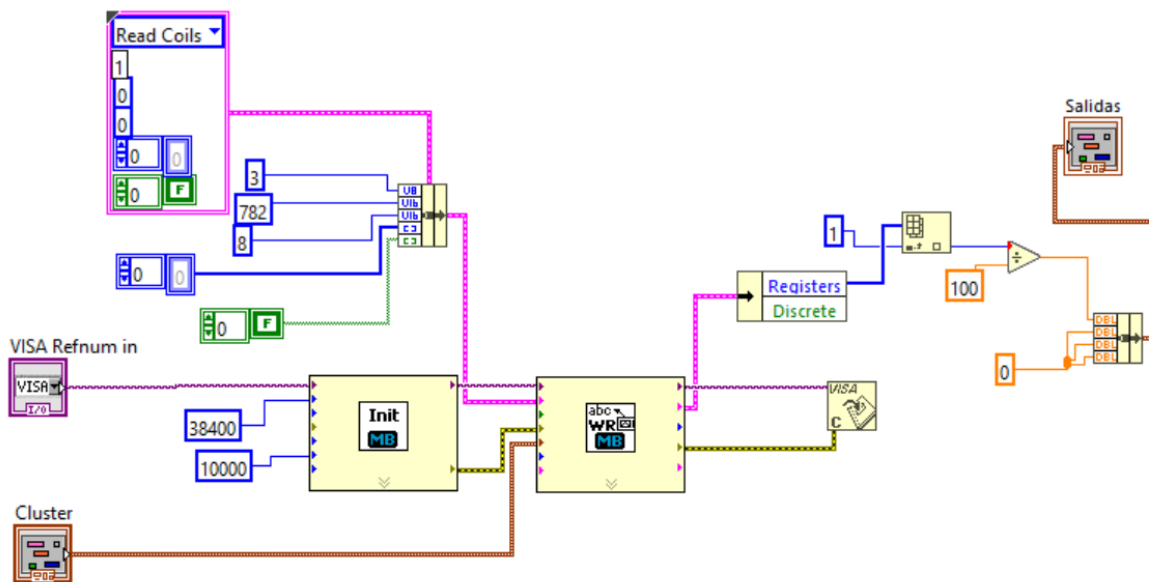 Read Coils
1
0
0
0 0
0 F
3
782
8
U8
U16
U16
[ ]
[ ]
0 0
0 F
VISA Refnum in
VISA
I/O
38400
10000
Init
MB
abc
WR
MB
VISA
C
Registers
Discrete
1
100
0
DBL
DBL
DBL
DBL
Salidas
Cluster